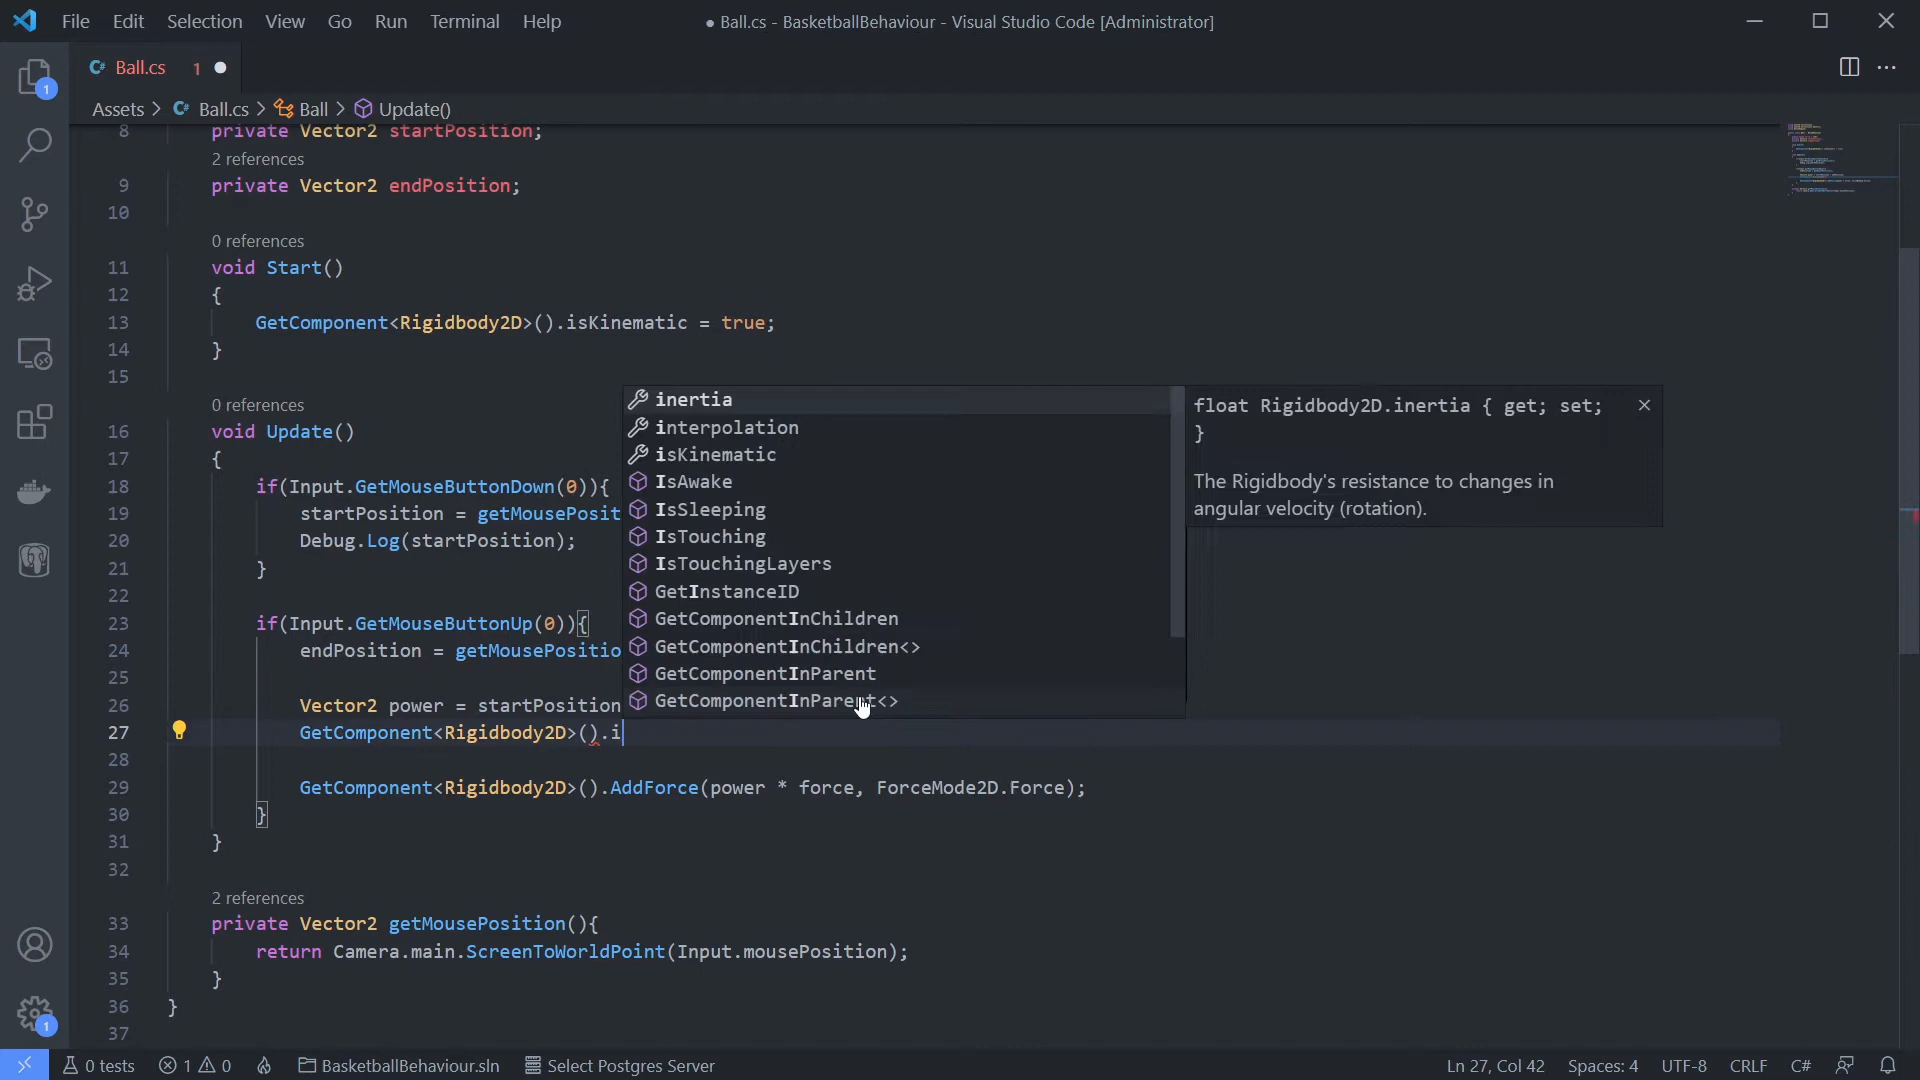 File Edit Selection View Go Run Terminal Help
● Ball.cs - BasketballBehaviour - Visual Studio Code [Administrator]
C# Ball.cs 1 ●
Assets > C# Ball.cs > Ball > Update()
8 private Vector2 startPosition;
2 references
9 private Vector2 endPosition;
10
0 references
11 void Start()
12 {
13 GetComponent<Rigidbody2D>().isKinematic = true;
14 }
15
0 references
16 void Update()
17 {
18 if(Input.GetMouseButtonDown(0)){
19 startPosition = getMousePosit
20 Debug.Log(startPosition);
21 }
22
23 if(Input.GetMouseButtonUp(0)){
24 endPosition = getMousePositio
25
26 Vector2 power = startPosition
27 GetComponent<Rigidbody2D>().i
28
29 GetComponent<Rigidbody2D>().AddForce(power * force, ForceMode2D.Force);
30 }
31 }
32
2 references
33 private Vector2 getMousePosition(){
34 return Camera.main.ScreenToWorldPoint(Input.mousePosition);
35 }
36 }
37
inertia
interpolation
isKinematic
IsAwake
IsSleeping
IsTouching
IsTouchingLayers
GetInstanceID
GetComponentInChildren
GetComponentInChildren<>
GetComponentInParent
GetComponentInParent<>
float Rigidbody2D.inertia { get; set;
}
The Rigidbody's resistance to changes in
angular velocity (rotation).
1
1
0 tests 1 0 BasketballBehaviour.sln Select Postgres Server Ln 27, Col 42 Spaces: 4 UTF-8 CRLF C#